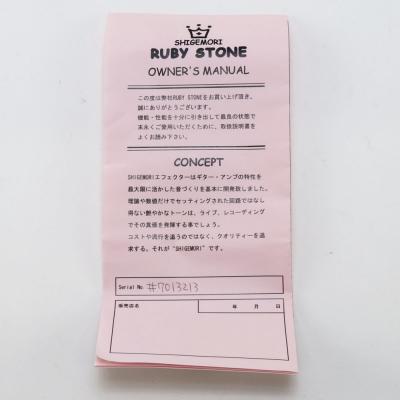 SHIGEMORI
RUBY STONE
OWNER'S MANUAL
この度は弊社RUBY STONEをお買い上げ頂き、
誠にありがとうございます。
機能・性能を十分に引き出して最良の状態で
末永くご使用いただくために、取扱説明書を
よくお読み下さい。
CONCEPT
SHIGEMORIエフェクターはギター・アンプの特性を
最大限に活かした音づくりを基本に開発致しました。
理論や数値だけでセッティングされた回路ではなし
得ない艶やかなトーンは、ライブ、レコーディング
でその真価を発揮する事でしょう。
コストや流行を追うのではなく、クオリティーを追
求する。それが"SHIGEMORI"です。
Serial No. #7013213
販売店名 年 月 日